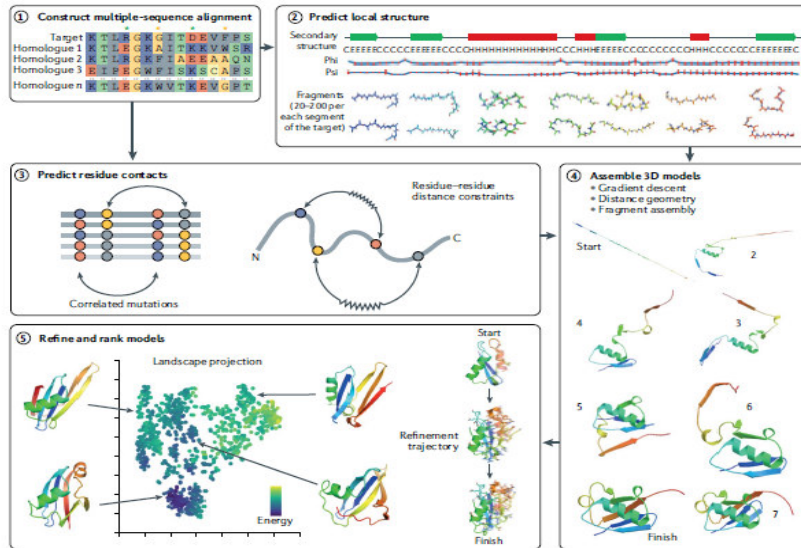 1 Construct multiple-sequence alignment
Target K T L E G K G I T D E V F P S
Homologue 1 K T L E G K A I T K K V W S R
Homologue 2 K T L R G K F I A E E A A Q N
Homologue 3 E I P E G W F I S K S C A P S
Homologue n K T L E G K W V T K E V G P T
2 Predict local structure
Secondary
structure
Phi
Psi
Fragments
(20–200 per
each segment
of the target)
3 Predict residue contacts
Residue–residue
distance constraints
N
C
Correlated mutations
4 Assemble 3D models
• Gradient descent
• Distance geometry
• Fragment assembly
Start
2
4
3
5
6
Finish
7
5 Refine and rank models
Landscape projection
Energy
Start
Refinement
trajectory
Finish